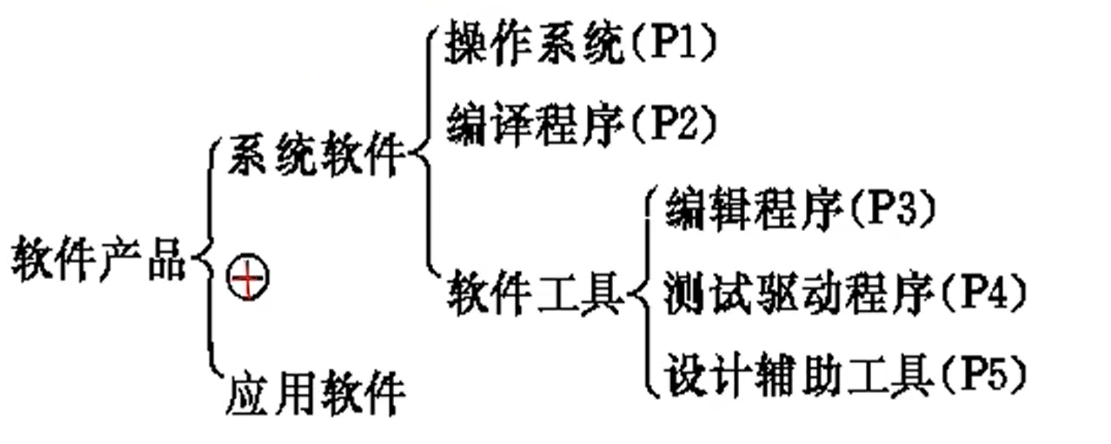 操作系统(P1)
编译程序(P2)
系统软件
编辑程序(P3)
软件产品
软件工具
测试驱动程序(P4)
设计辅助工具(P5)
应用软件